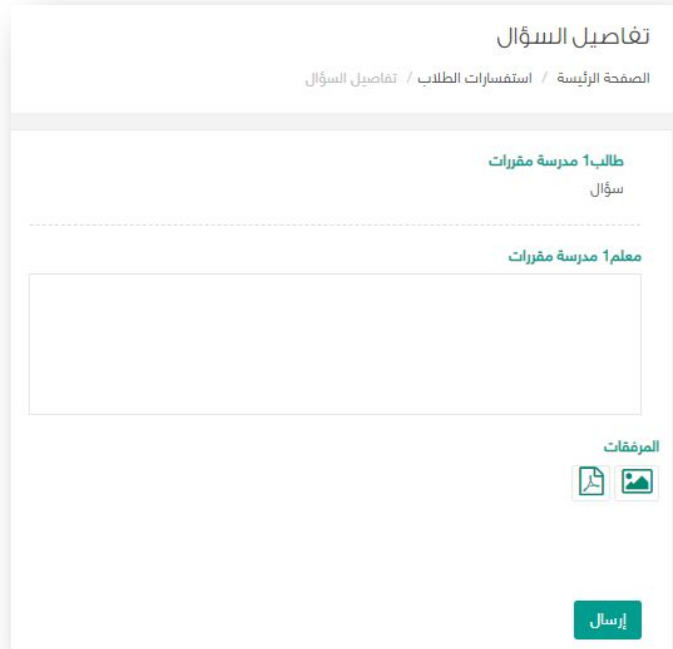 تفاصيل السؤال
الصفحة الرئيسة / استفسارات الطلاب / تفاصيل السؤال
طالب1 مدرسة مقررات
سؤال
معلم1 مدرسة مقررات
المرفقات
إرسال